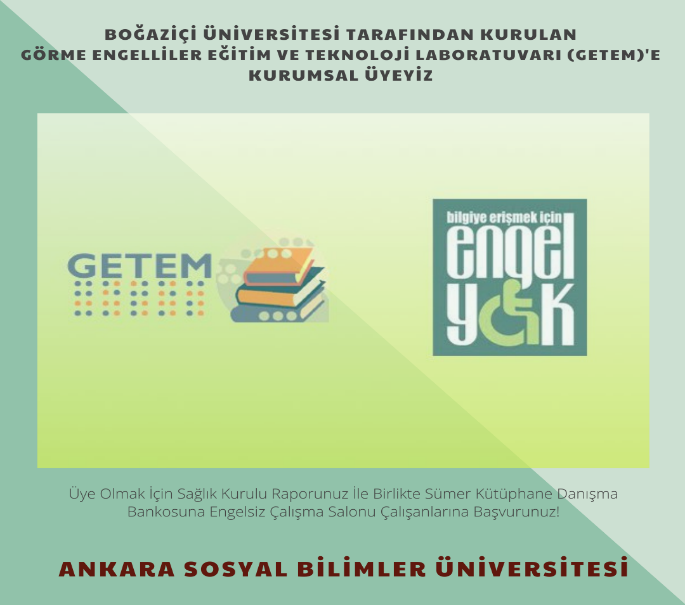 BOĞAZİÇİ ÜNİVERSİTESİ TARAFINDAN KURULAN
GÖRME ENGELLİLER EĞİTİM VE TEKNOLOJİ LABORATUVARI (GETEM)'E
KURUMSAL ÜYEYİZ
GETEM
bilgiye erişmek için
engel
yok
Üye Olmak İçin Sağlık Kurulu Raporunuz İle Birlikte Sümer Kütüphane Danışma
Bankosuna Engelsiz Çalışma Salonu Çalışanlarına Başvurunuz!
ANKARA SOSYAL BİLİMLER ÜNİVERSİTESİ